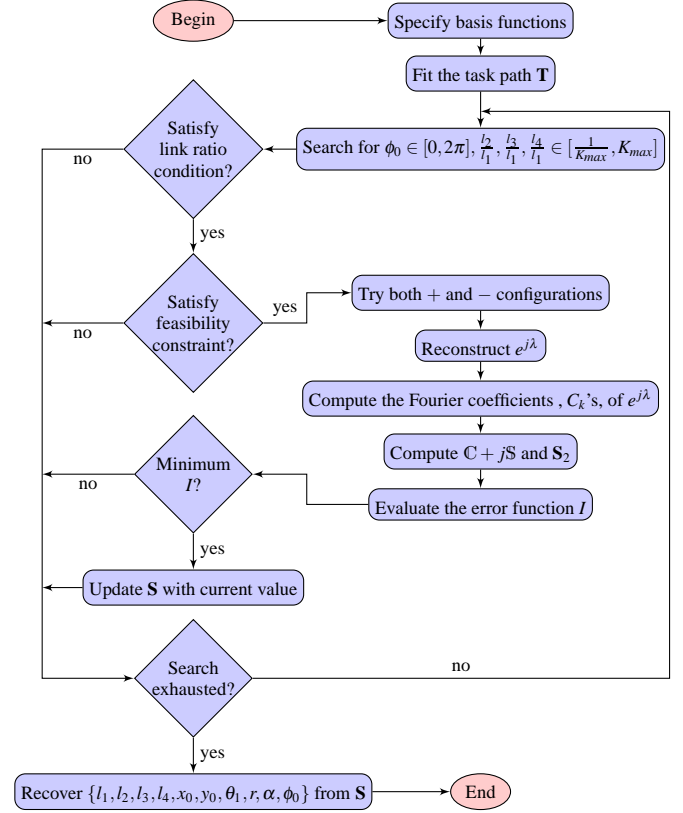 Begin
Specify basis functions
Fit the task path T
Search for ϕ₀ ∈ [0, 2π], l₂/l₁, l₃/l₁, l₄/l₁ ∈ [1/K_max, K_max]
Satisfy
link ratio
condition?
no
yes
Satisfy
feasibility
constraint?
yes
no
Try both + and − configurations
Reconstruct e^{jλ}
Compute the Fourier coefficients , C_k's, of e^{jλ}
Compute ℂ + j𝕊 and S₂
Evaluate the error function I
Minimum
I?
no
yes
Update S with current value
Search
exhausted?
no
yes
Recover {l₁, l₂, l₃, l₄, x₀, y₀, θ₁, r, α, ϕ₀} from S
End